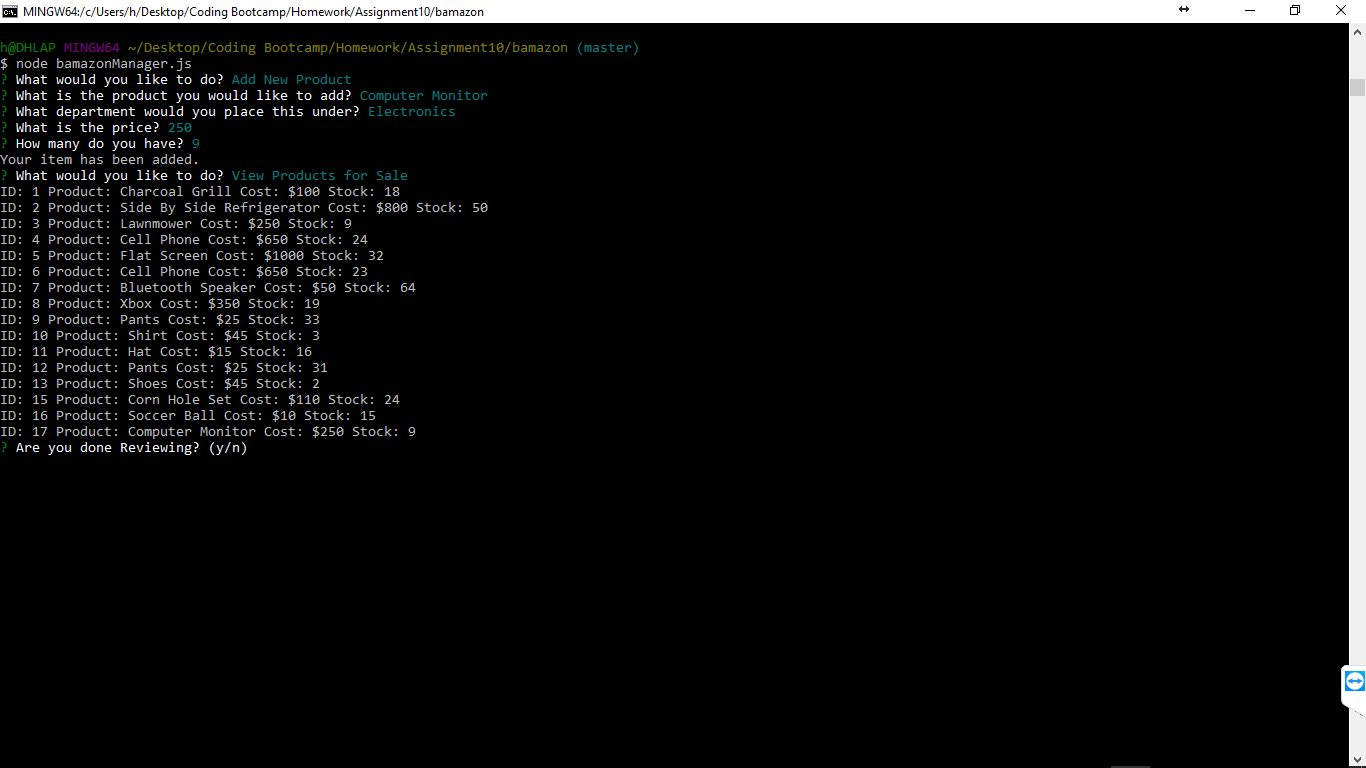 MINGW64:/c/Users/h/Desktop/Coding Bootcamp/Homework/Assignment10/bamazon
h@DHLAP MINGW64 ~/Desktop/Coding Bootcamp/Homework/Assignment10/bamazon (master)
$ node bamazonManager.js
? What would you like to do? Add New Product
? What is the product you would like to add? Computer Monitor
? What department would you place this under? Electronics
? What is the price? 250
? How many do you have? 9
Your item has been added.
? What would you like to do? View Products for Sale
ID: 1 Product: Charcoal Grill Cost: $100 Stock: 18
ID: 2 Product: Side By Side Refrigerator Cost: $800 Stock: 50
ID: 3 Product: Lawnmower Cost: $250 Stock: 9
ID: 4 Product: Cell Phone Cost: $650 Stock: 24
ID: 5 Product: Flat Screen Cost: $1000 Stock: 32
ID: 6 Product: Cell Phone Cost: $650 Stock: 23
ID: 7 Product: Bluetooth Speaker Cost: $50 Stock: 64
ID: 8 Product: Xbox Cost: $350 Stock: 19
ID: 9 Product: Pants Cost: $25 Stock: 33
ID: 10 Product: Shirt Cost: $45 Stock: 3
ID: 11 Product: Hat Cost: $15 Stock: 16
ID: 12 Product: Pants Cost: $25 Stock: 31
ID: 13 Product: Shoes Cost: $45 Stock: 2
ID: 15 Product: Corn Hole Set Cost: $110 Stock: 24
ID: 16 Product: Soccer Ball Cost: $10 Stock: 15
ID: 17 Product: Computer Monitor Cost: $250 Stock: 9
? Are you done Reviewing? (y/n)